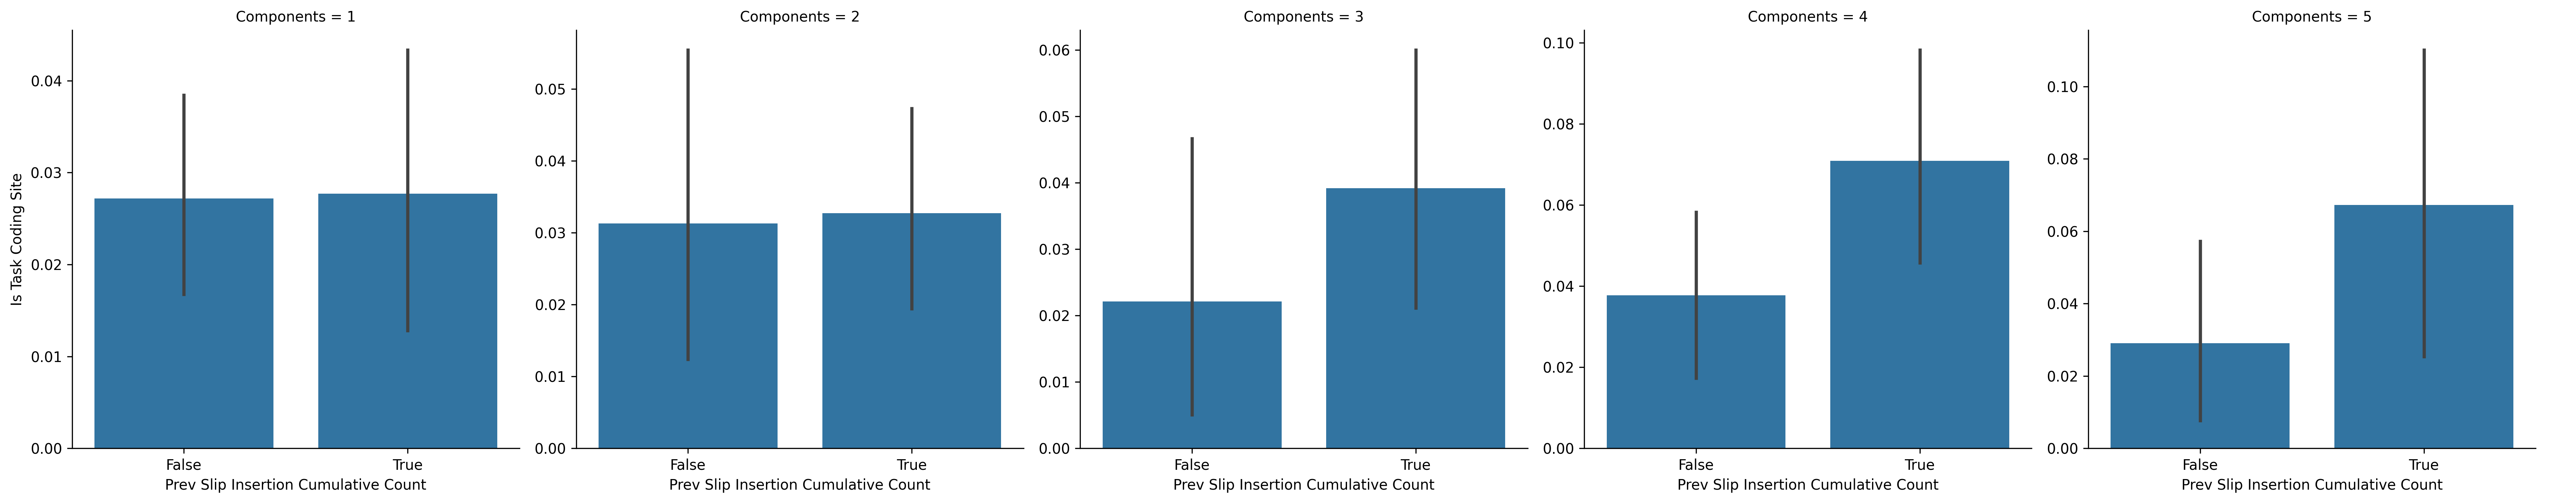 Components = 1
Components = 2
Components = 3
Components = 4
Components = 5
Is Task Coding Site
0.04
0.03
0.02
0.01
0.00
False
True
Prev Slip Insertion Cumulative Count
0.05
0.04
0.03
0.02
0.01
0.00
False
True
Prev Slip Insertion Cumulative Count
0.06
0.05
0.04
0.03
0.02
0.01
0.00
False
True
Prev Slip Insertion Cumulative Count
0.10
0.08
0.06
0.04
0.02
0.00
False
True
Prev Slip Insertion Cumulative Count
0.10
0.08
0.06
0.04
0.02
0.00
False
True
Prev Slip Insertion Cumulative Count